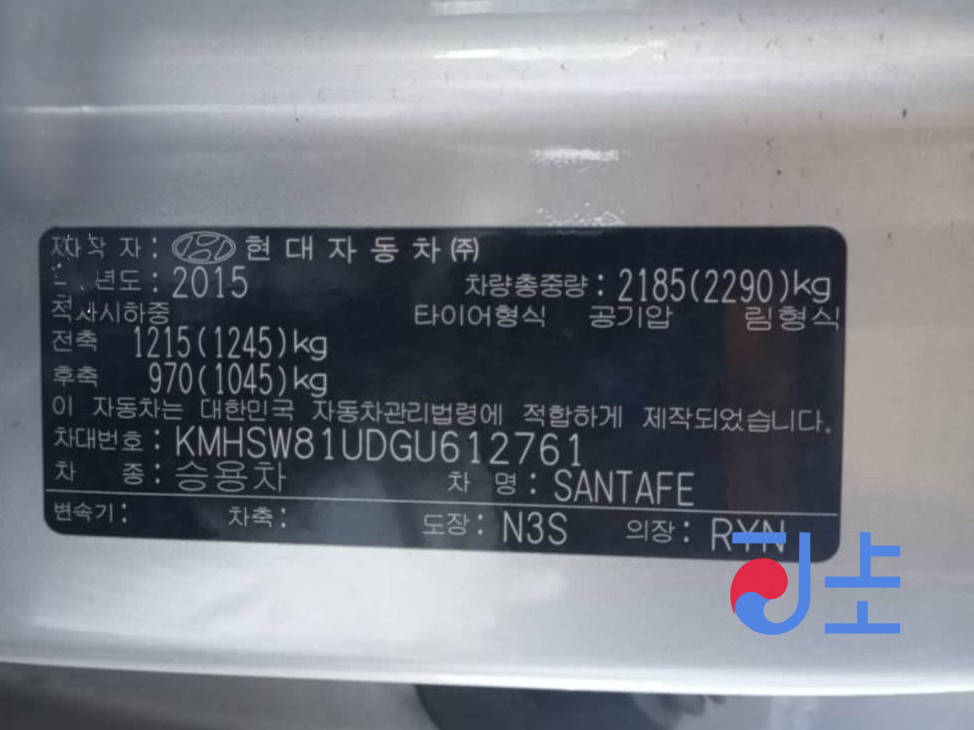 제작자: HYUNDAI 현대자동차㈜
년도: 2015 차량총중량: 2185(2290)kg
적차시하중 타이어형식 공기압 림형식
전축 1215(1245)kg
후축 970(1045)kg
이 자동차는 대한민국 자동차관리법령에 적합하게 제작되었습니다.
차대번호: KMHSW81UDGU612761
차 종: 승용차 차 명: SANTAFE
변속기: 차축: 도장: N3S 의장: RYN